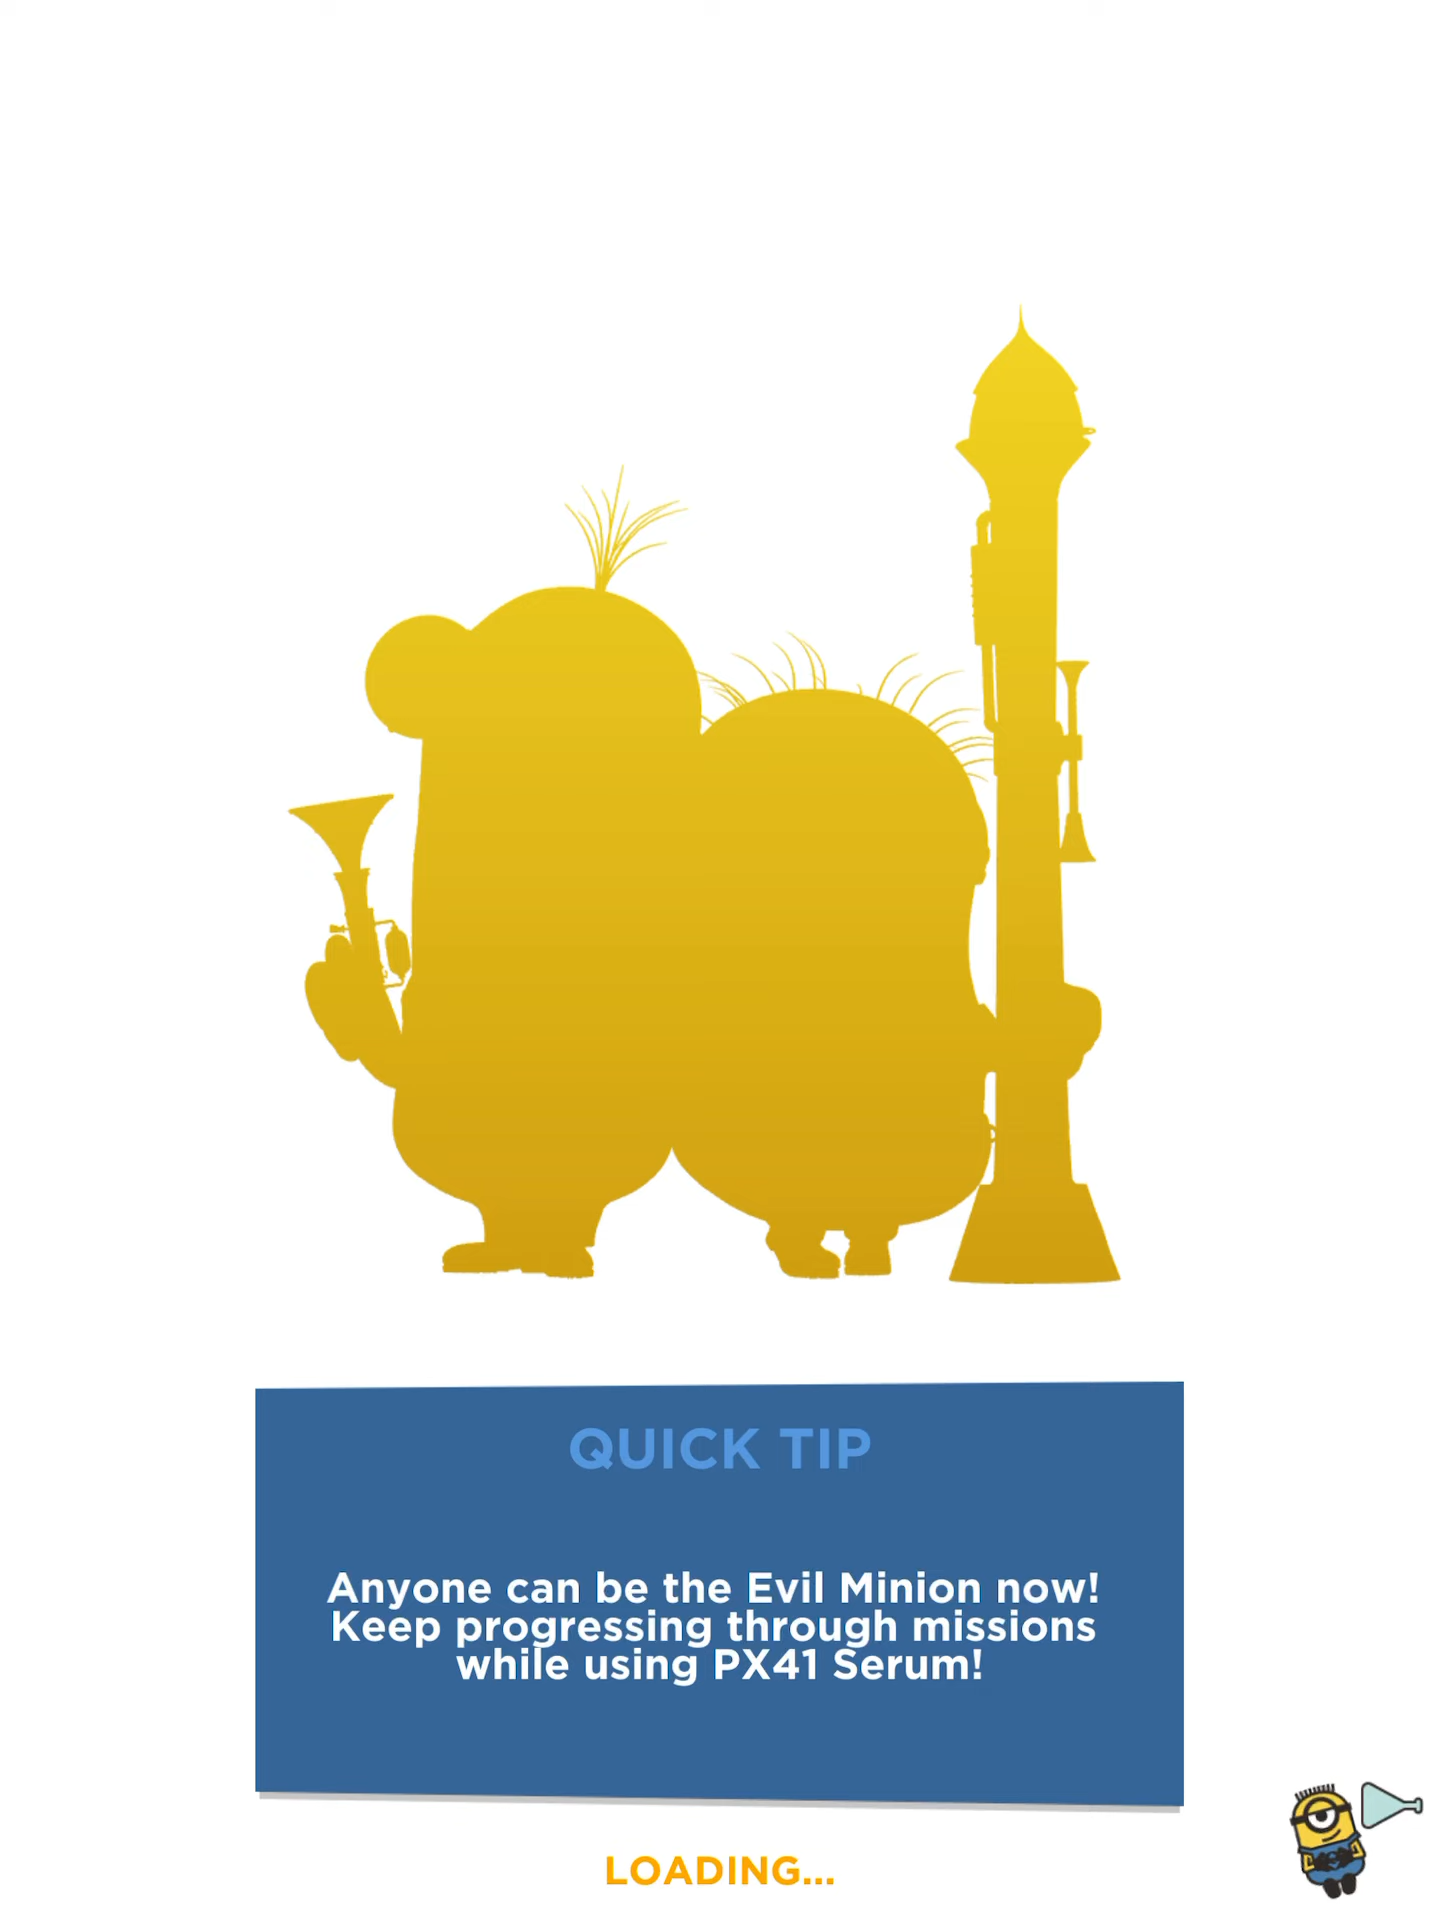 QUICK TIP
Anyone can be the Evil Minion now!
Keep progressing through missions
while using PX41 Serum!
LOADING...